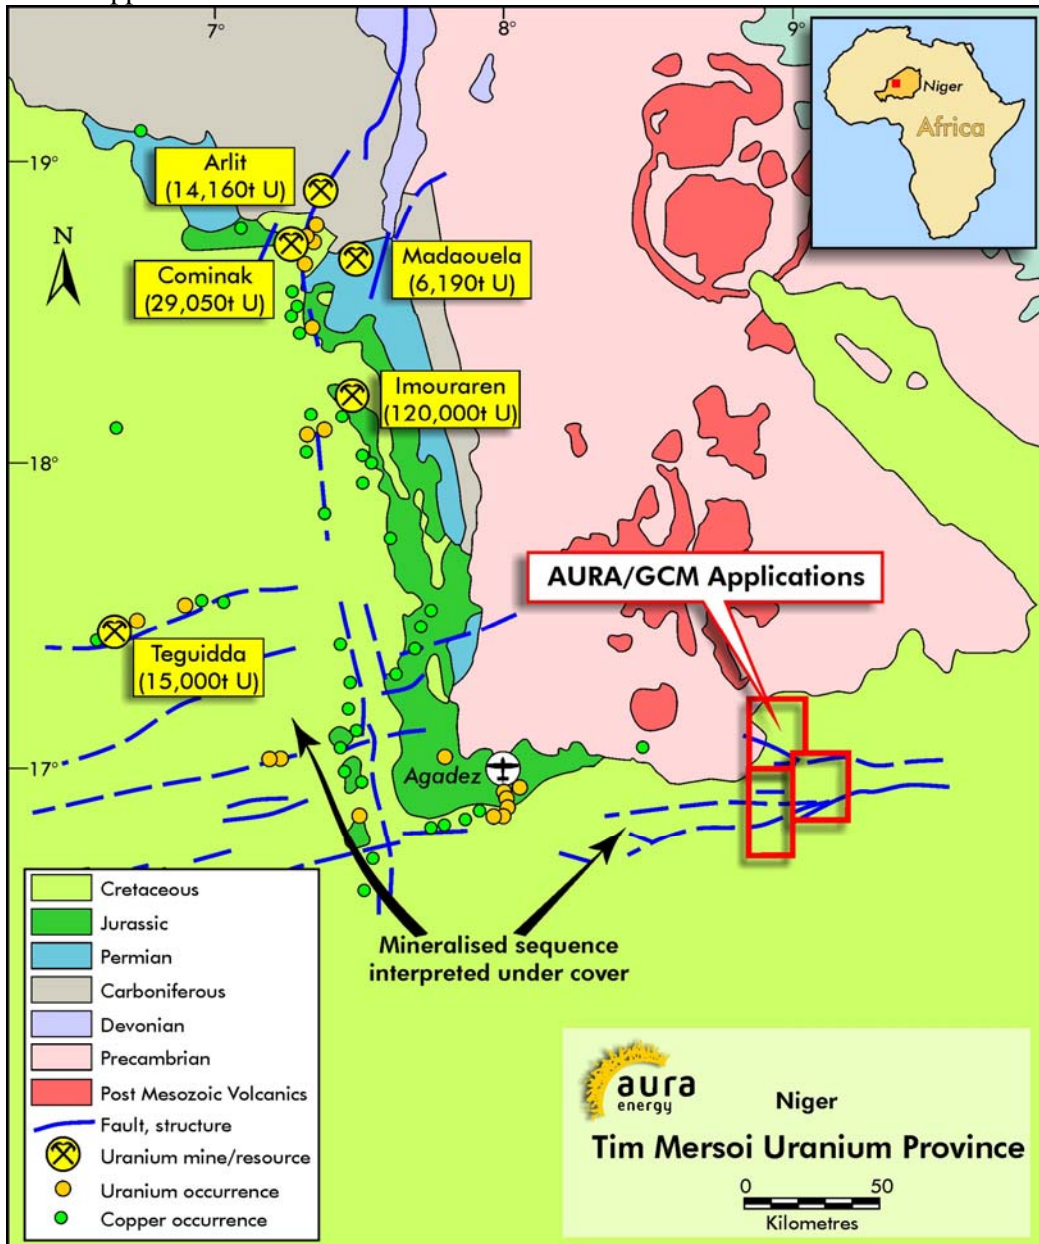 7°
8°
9°
19°
18°
17°
Niger
Africa
Arlit
(14,160t U)
N
Cominak
(29,050t U)
Madaouela
(6,190t U)
Imouraren
(120,000t U)
AURA/GCM Applications
Teguidda
(15,000t U)
Agadez
Mineralised sequence
interpreted under cover
Cretaceous
Jurassic
Permian
Carboniferous
Devonian
Precambrian
Post Mesozoic Volcanics
Fault, structure
Uranium mine/resource
Uranium occurrence
Copper occurrence
aura
energy
Niger
Tim Mersoi Uranium Province
0 50
Kilometres